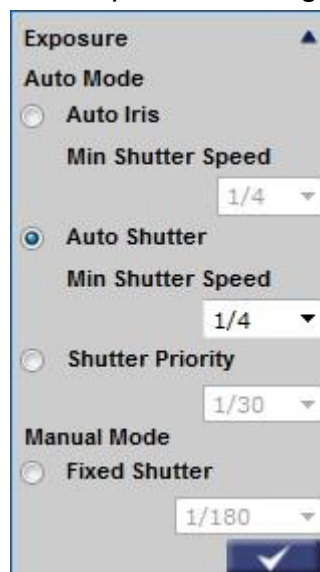 Exposure
Auto Mode
Auto Iris
Min Shutter Speed
1/4
Auto Shutter
Min Shutter Speed
1/4
Shutter Priority
1/30
Manual Mode
Fixed Shutter
1/180